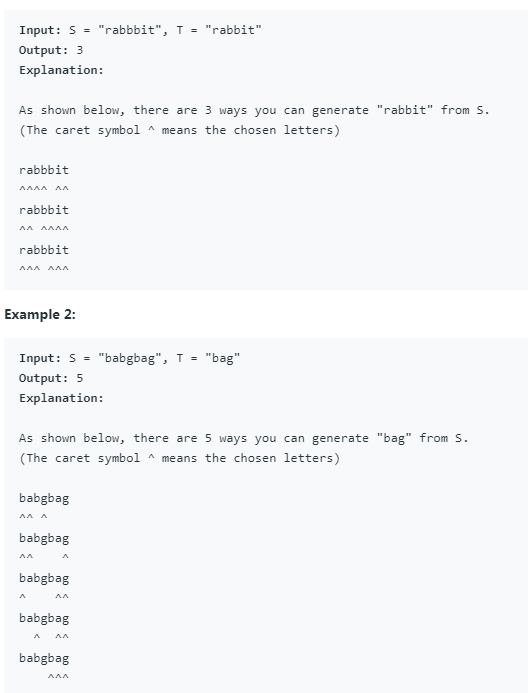 Input: S = "rabbbit", T = "rabbit"
Output: 3
Explanation:
As shown below, there are 3 ways you can generate "rabbit" from S.
(The caret symbol ^ means the chosen letters)
rabbbit
^^^^ ^^
rabbbit
^^ ^^^^
rabbbit
^^^ ^^^
Example 2:
Input: S = "babgbag", T = "bag"
Output: 5
Explanation:
As shown below, there are 5 ways you can generate "bag" from S.
(The caret symbol ^ means the chosen letters)
babgbag
^^ ^
babgbag
^^    ^
babgbag
^    ^^
babgbag
  ^  ^^
babgbag
    ^^^